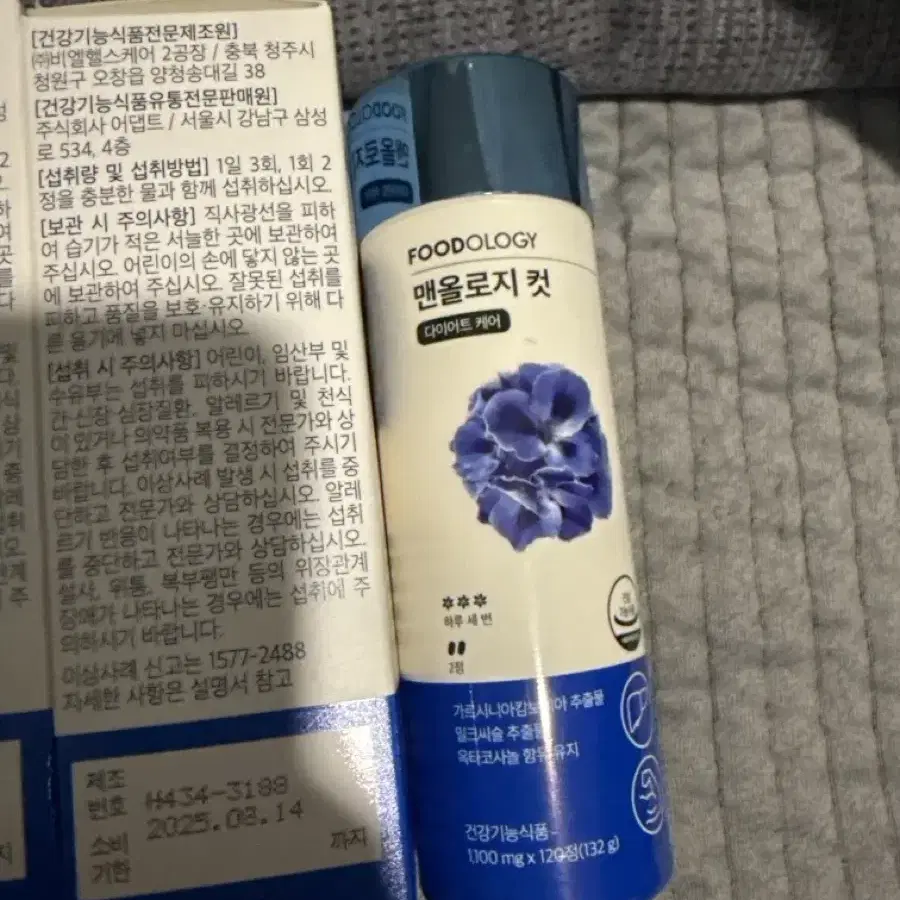 [건강기능식품전문제조원]
㈜비엘헬스케어 2공장 / 충북 청주시
청원구 오창읍 양청송대길 38
[건강기능식품유통전문판매원]
주식회사 어댑트 / 서울시 강남구 삼성
로 534, 4층
[섭취량 및 섭취방법] 1일 3회, 1회 2
정을 충분한 물과 함께 섭취하십시오.
[보관 시 주의사항] 직사광선을 피하
여 습기가 적은 서늘한 곳에 보관하여
주십시오. 어린이의 손에 닿지 않는 곳
에 보관하여 주십시오. 잘못된 섭취를
피하고 품질을 보호·유지하기 위해 다
른 용기에 넣지 마십시오.
[섭취 시 주의사항] 어린이, 임산부 및
수유부는 섭취를 피하시기 바랍니다.
간·신장·심장질환, 알레르기 및 천식
이 있거나 의약품 복용 시 전문가와 상
담한 후 섭취여부를 결정하여 주시기
바랍니다. 이상사례 발생 시 섭취를 중
단하고 전문가와 상담하십시오. 알레
르기 반응이 나타나는 경우에는 섭취
를 중단하고 전문가와 상담하십시오.
설사, 위통, 복부팽만 등의 위장관계
장애가 나타나는 경우에는 섭취에 주
의하시기 바랍니다.
이상사례 신고는 1577-2488
자세한 사항은 설명서 참고
제조
번호 H434-3188
소비 2025.08.14
기한 까지
FOODOLOGY
맨올로지
FOODOLOGY
맨올로지 컷
다이어트 케어
하루 세 번
2정
가르시니아캄보지아 추출물
밀크씨슬 추출물
옥타코사놀 함유 유지
건강기능식품
1,100 mg x 120정(132 g)